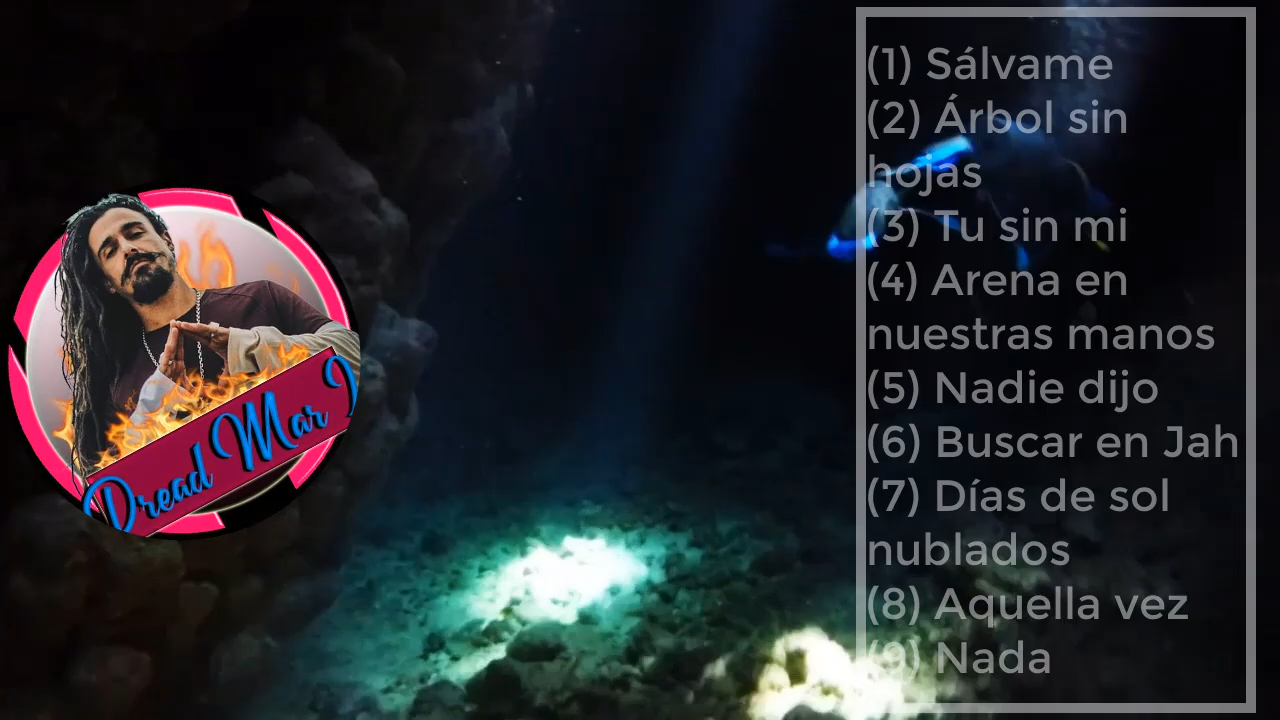 Dread Mar I
(1) Sálvame
(2) Árbol sin
hojas
(3) Tu sin mi
(4) Arena en
nuestras manos
(5) Nadie dijo
(6) Buscar en Jah
(7) Días de sol
nublados
(8) Aquella vez
(9) Nada